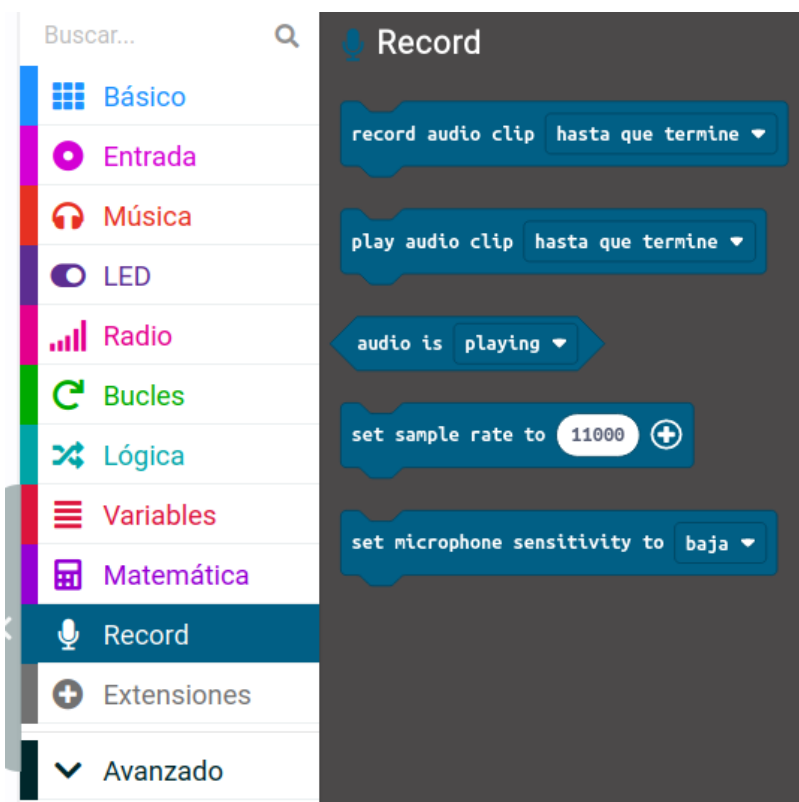 Buscar...
Básico
Entrada
Música
LED
Radio
Bucles
Lógica
Variables
Matemática
Record
Extensiones
Avanzado
Record
record audio clip hasta que termine
play audio clip hasta que termine
audio is playing
set sample rate to 11000
set microphone sensitivity to baja